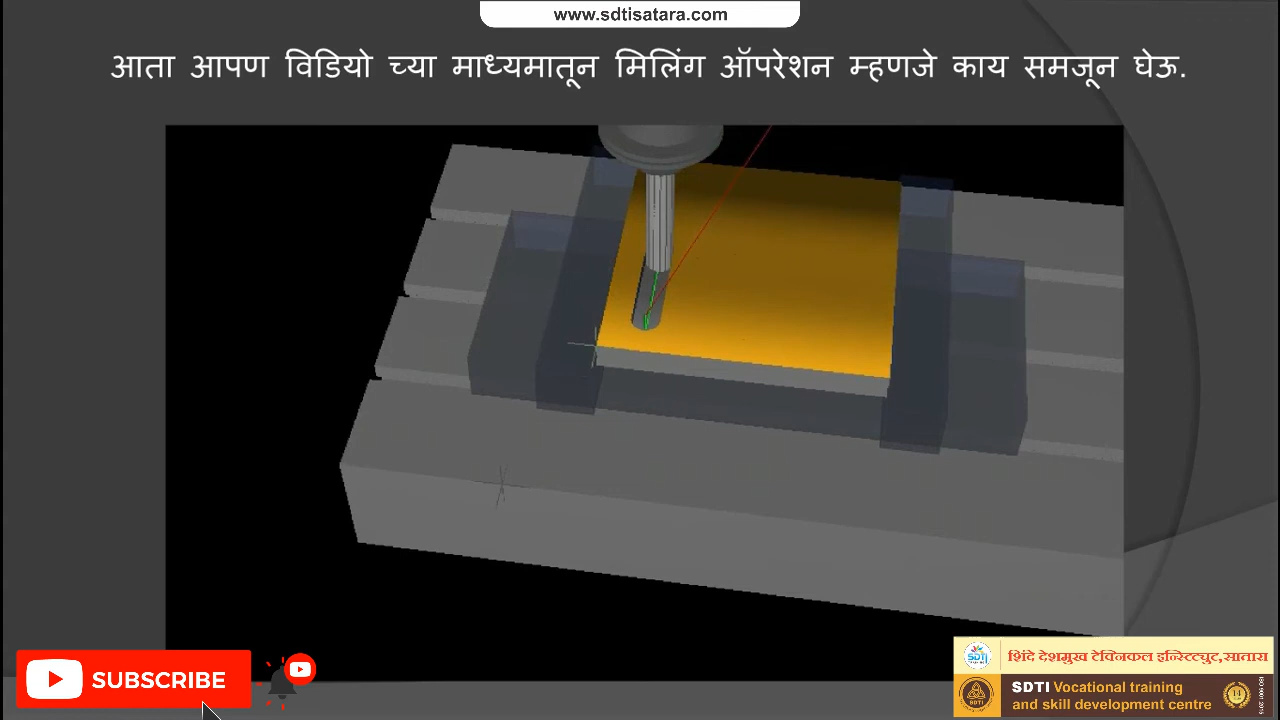 www.sdtisatara.com
आता आपण विडियो च्या माध्यमातून मिलिंग ऑपरेशन म्हणजे काय समजून घेऊ.
SUBSCRIBE
SDTI
शिंदे देशमुख टेक्निकल इन्स्टिट्युट,सातारा
SDTI Vocational training
and skill development centre